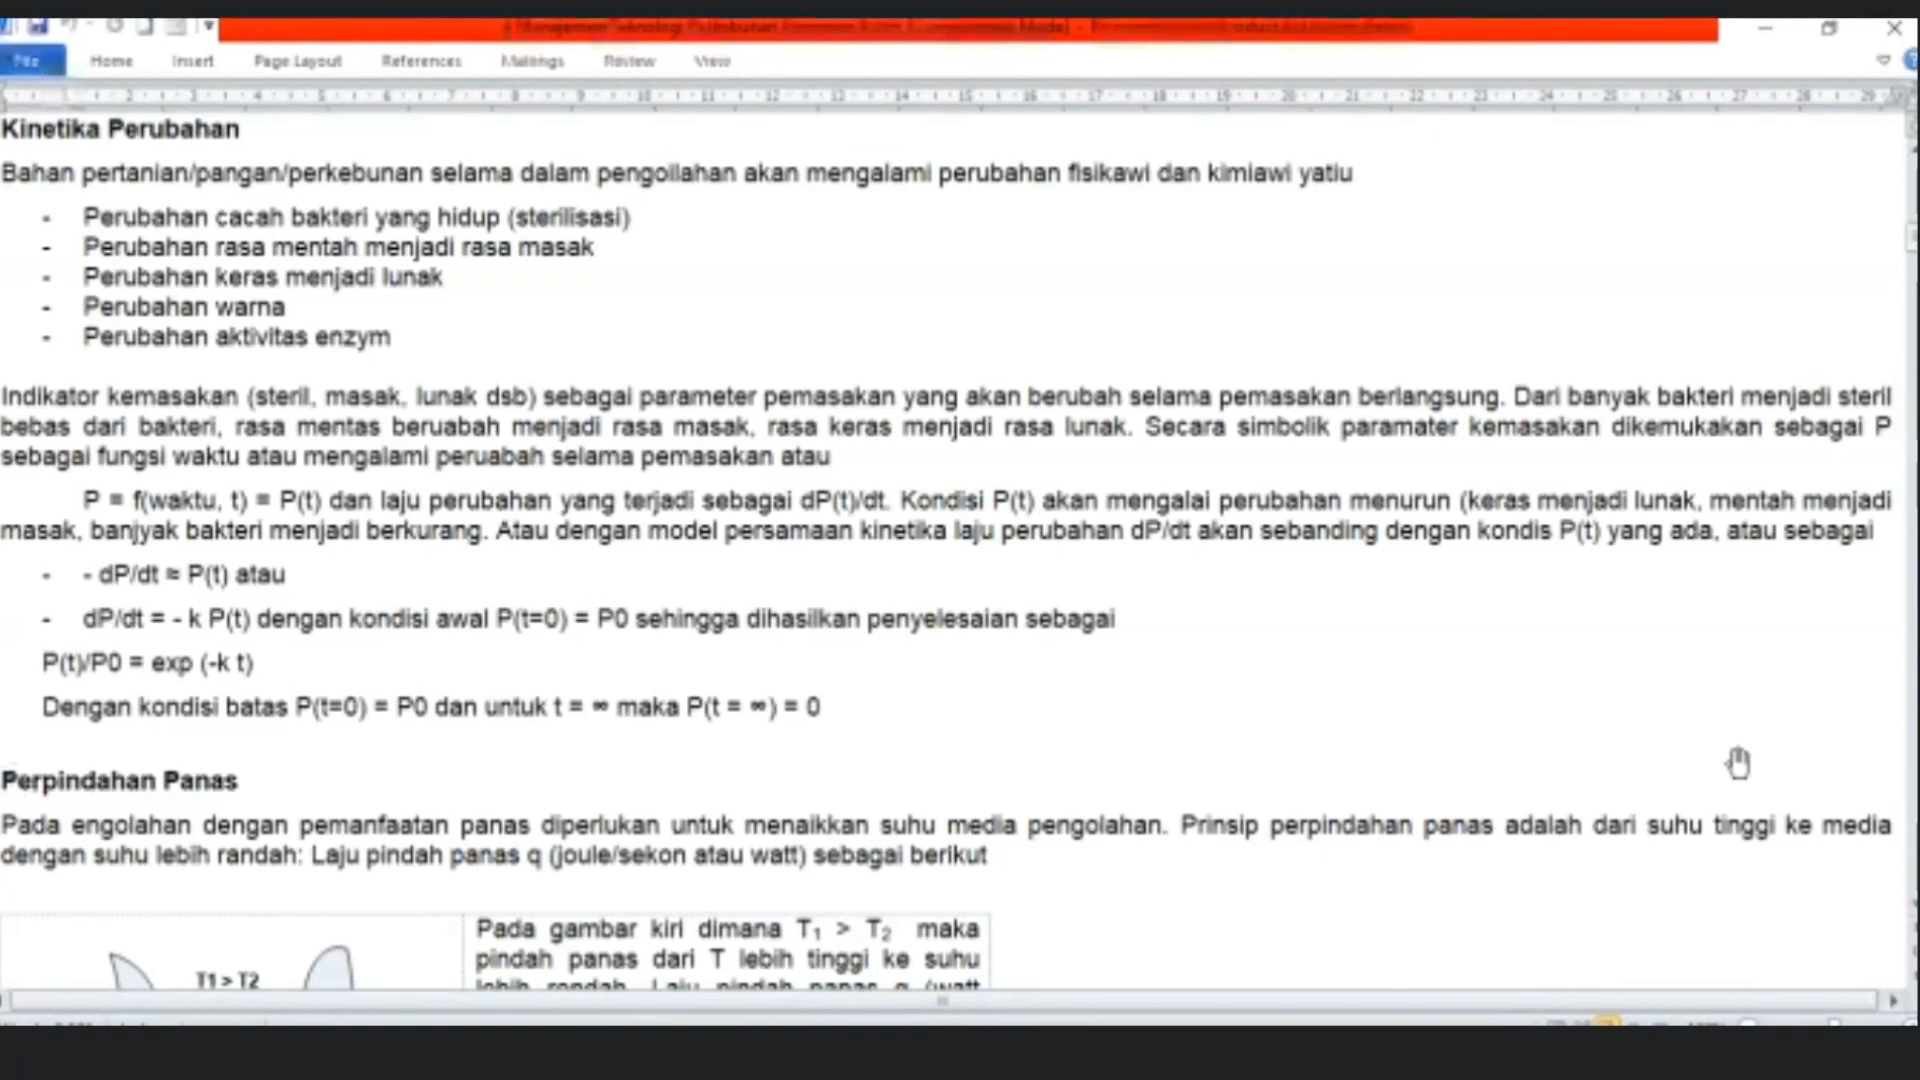 File Home Insert Page Layout References Mailings Review View
Kinetika Perubahan
Bahan pertanian/pangan/perkebunan selama dalam pengoilahan akan mengalami perubahan fisikawi dan kimiawi yatiu
- Perubahan cacah bakteri yang hidup (sterilisasi)
- Perubahan rasa mentah menjadi rasa masak
- Perubahan keras menjadi lunak
- Perubahan warna
- Perubahan aktivitas enzym
Indikator kemasakan (steril, masak, lunak dsb) sebagai parameter pemasakan yang akan berubah selama pemasakan berlangsung. Dari banyak bakteri menjadi steril
bebas dari bakteri, rasa mentas beruabah menjadi rasa masak, rasa keras menjadi rasa lunak. Secara simbolik paramater kemasakan dikemukakan sebagai P
sebagai fungsi waktu atau mengalami peruabah selama pemasakan atau
P = f(waktu, t) = P(t) dan laju perubahan yang terjadi sebagai dP(t)/dt. Kondisi P(t) akan mengalai perubahan menurun (keras menjadi lunak, mentah menjadi
masak, banjyak bakteri menjadi berkurang. Atau dengan model persamaan kinetika laju perubahan dP/dt akan sebanding dengan kondis P(t) yang ada, atau sebagai
- - dP/dt ≈ P(t) atau
- dP/dt = - k P(t) dengan kondisi awal P(t=0) = P0 sehingga dihasilkan penyelesaian sebagai
P(t)/P0 = exp (-k t)
Dengan kondisi batas P(t=0) = P0 dan untuk t = ∞ maka P(t = ∞) = 0
Perpindahan Panas
Pada engolahan dengan pemanfaatan panas diperlukan untuk menaikkan suhu media pengolahan. Prinsip perpindahan panas adalah dari suhu tinggi ke media
dengan suhu lebih randah: Laju pindah panas q (joule/sekon atau watt) sebagai berikut
T1 > T2
Pada gambar kiri dimana T₁ > T₂ maka
pindah panas dari T lebih tinggi ke suhu
lebih rendah. Laju pindah panas q (watt